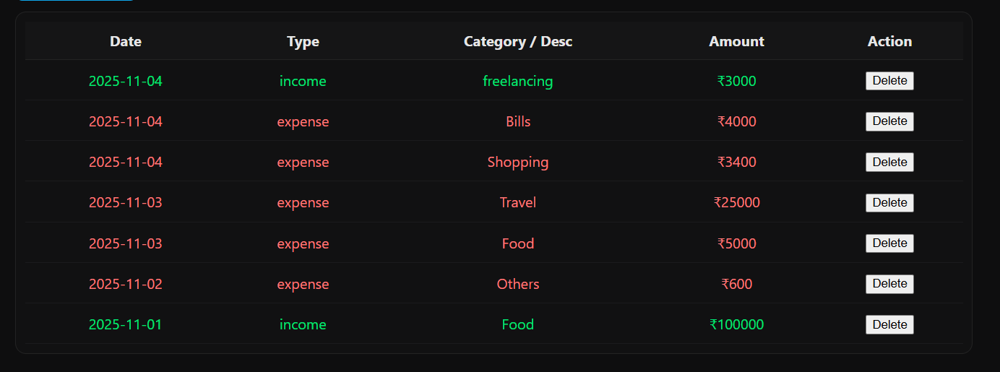 Date Type Category / Desc Amount Action
2025-11-04 income freelancing ₹3000 Delete
2025-11-04 expense Bills ₹4000 Delete
2025-11-04 expense Shopping ₹3400 Delete
2025-11-03 expense Travel ₹25000 Delete
2025-11-03 expense Food ₹5000 Delete
2025-11-02 expense Others ₹600 Delete
2025-11-01 income Food ₹100000 Delete